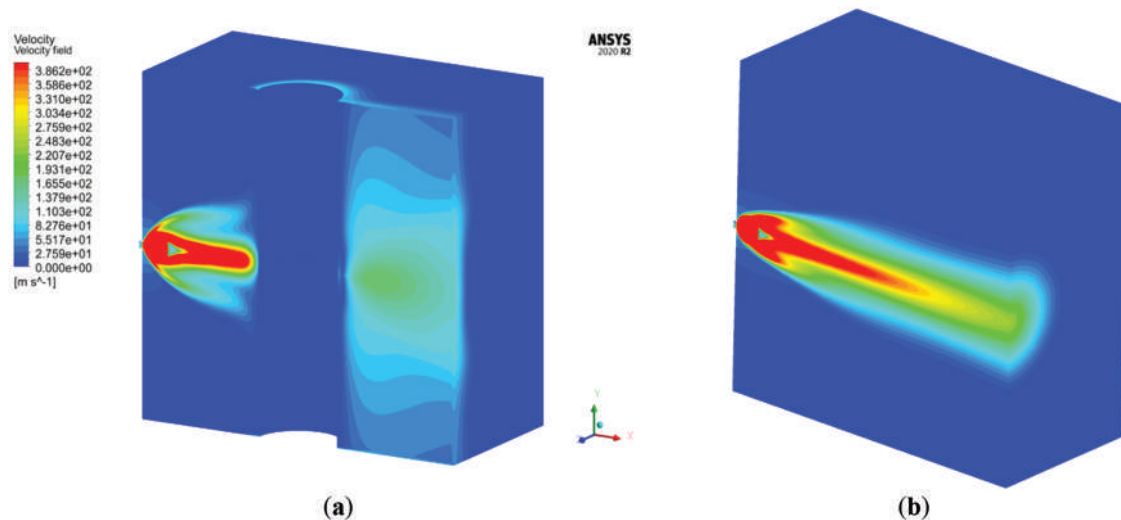 Velocity
Velocity field
3.862e+02
3.586e+02
3.310e+02
3.034e+02
2.759e+02
2.483e+02
2.207e+02
1.931e+02
1.655e+02
1.379e+02
1.103e+02
8.276e+01
5.517e+01
2.759e+01
0.000e+00
[m s^-1]
ANSYS
2020 R2
Y
X
(a)
(b)